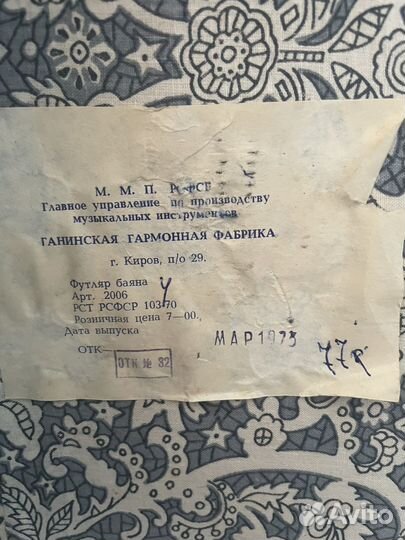 М. М. П. РСФСР
Главное управление по производству
музыкальных инструментов
ГАНИНСКАЯ ГАРМОННАЯ ФАБРИКА
г. Киров, п/о 29.
Футляр баяна У
Арт. 2006
РСТ РСФСР 103-70
Розничная цена 7—00.
Дата выпуска МАР 1973
ОТК
ОТК № 32
Avito